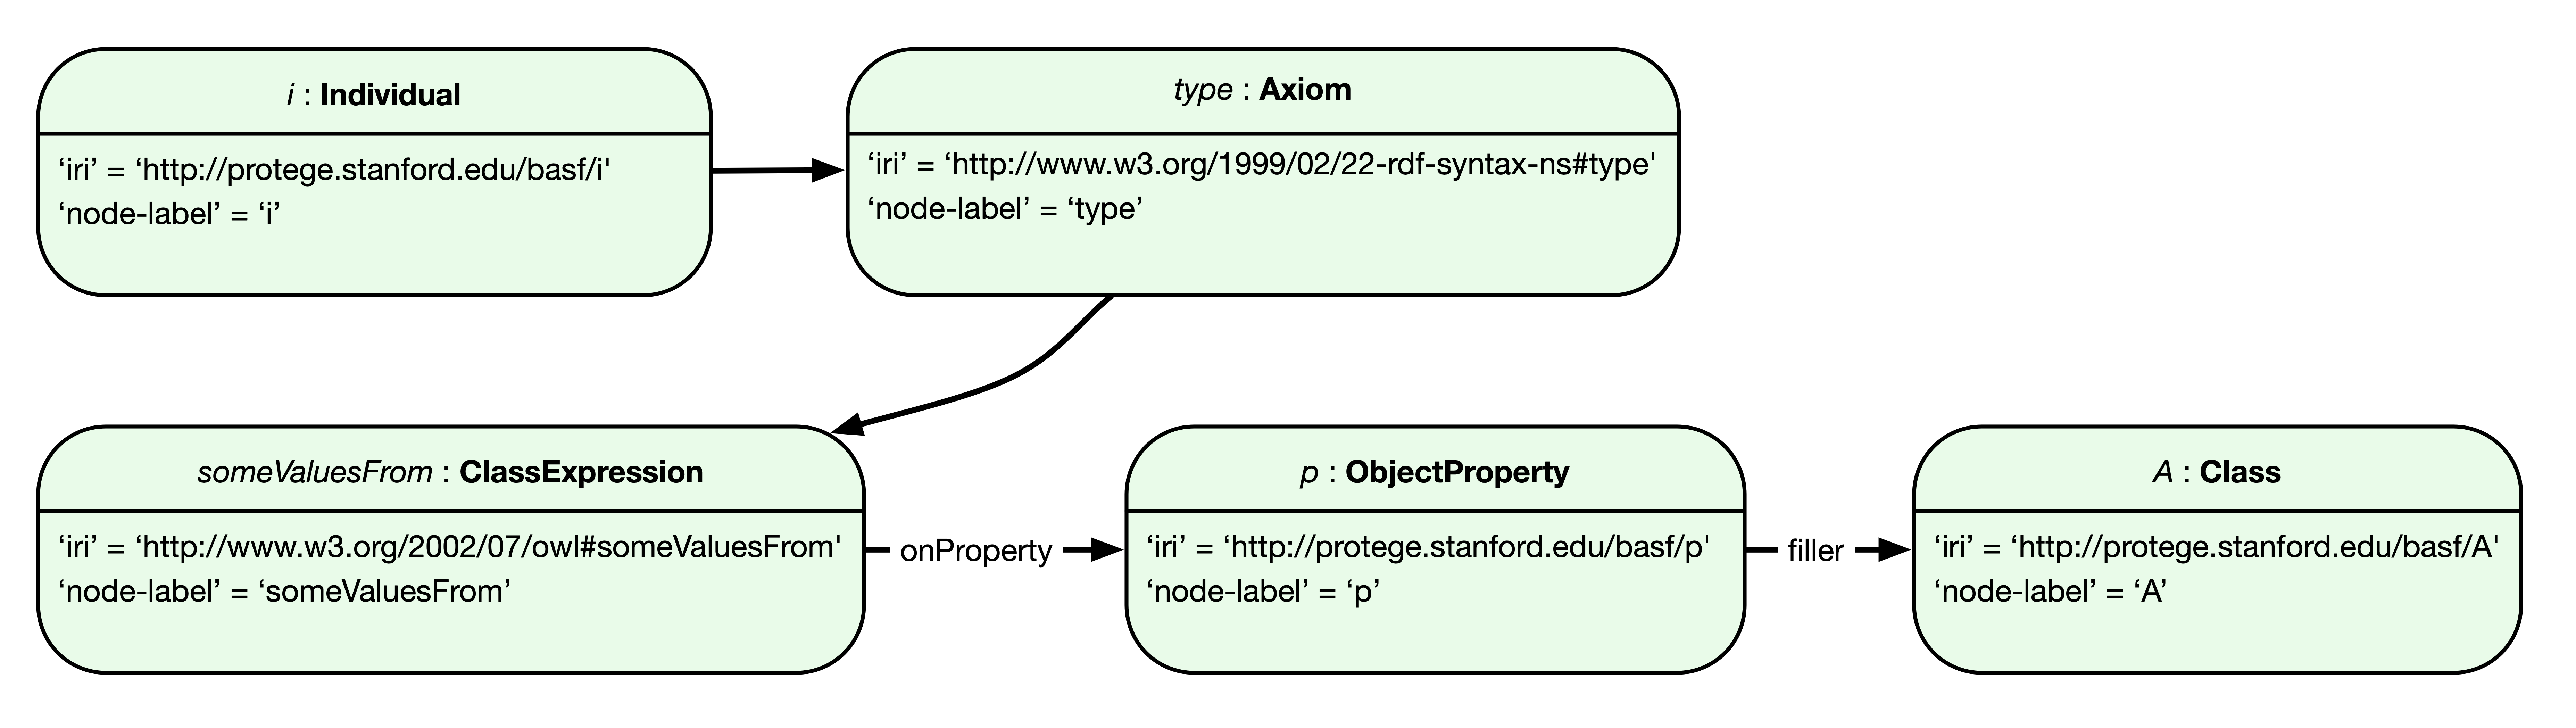 i : Individual
‘iri’ = ‘http://protege.stanford.edu/basf/i'
‘node-label’ = ‘i’
type : Axiom
‘iri’ = ‘http://www.w3.org/1999/02/22-rdf-syntax-ns#type'
‘node-label’ = ‘type’
someValuesFrom : ClassExpression
‘iri’ = ‘http://www.w3.org/2002/07/owl#someValuesFrom'
‘node-label’ = ‘someValuesFrom’
onProperty
p : ObjectProperty
‘iri’ = ‘http://protege.stanford.edu/basf/p'
‘node-label’ = ‘p’
filler
A : Class
‘iri’ = ‘http://protege.stanford.edu/basf/A'
‘node-label’ = ‘A’